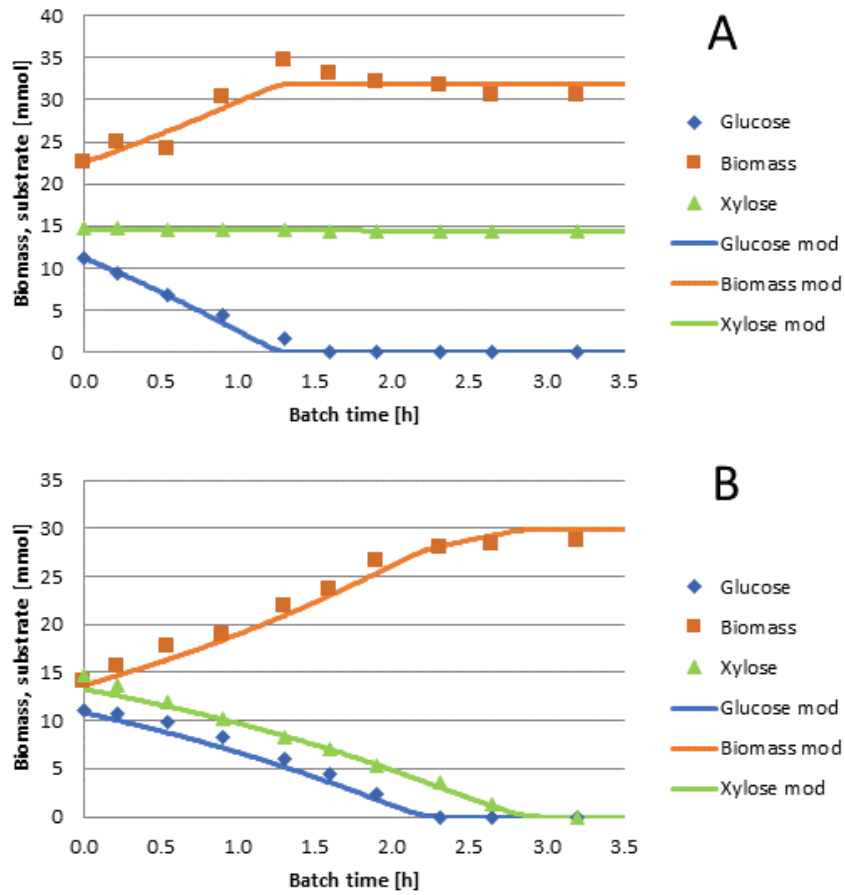 A
Biomass, substrate [mmol]
40
35
30
25
20
15
10
5
0
0.0 0.5 1.0 1.5 2.0 2.5 3.0 3.5
Batch time [h]
Glucose
Biomass
Xylose
Glucose mod
Biomass mod
Xylose mod
B
Biomass, substrate [mmol]
35
30
25
20
15
10
5
0
0.0 0.5 1.0 1.5 2.0 2.5 3.0 3.5
Batch time [h]
Glucose
Biomass
Xylose
Glucose mod
Biomass mod
Xylose mod